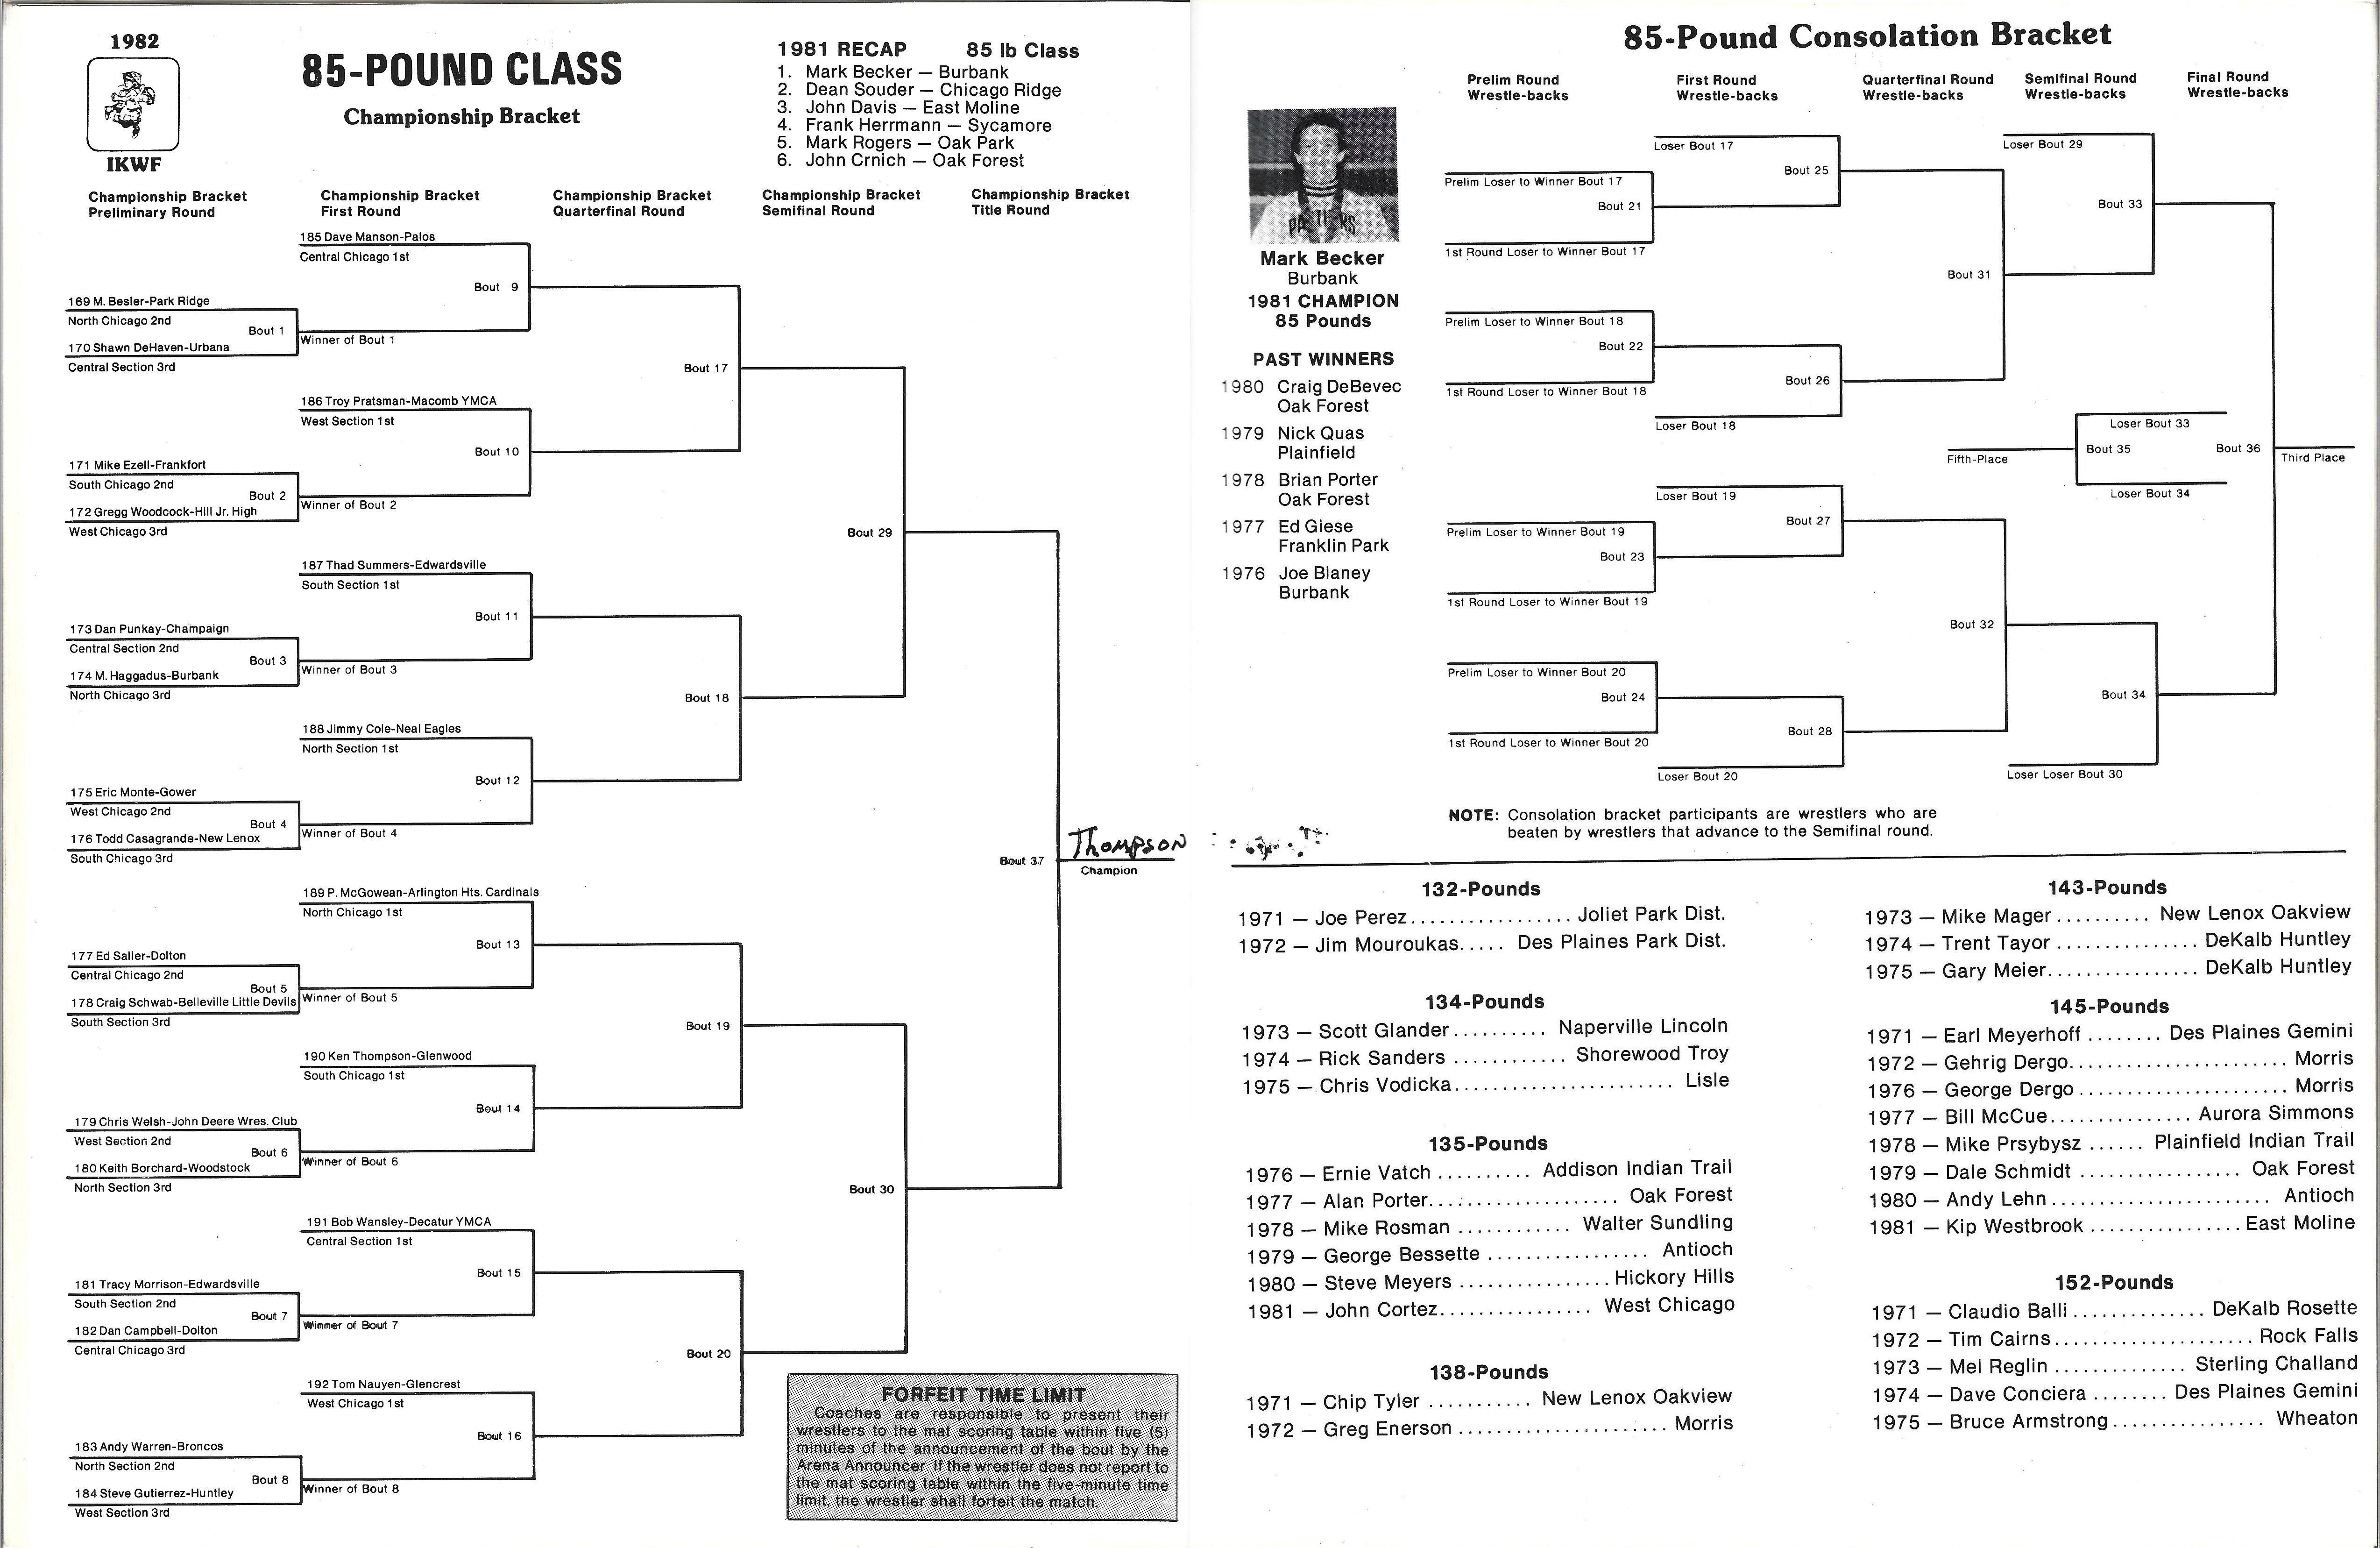 1982
IKWF
85-POUND CLASS
Championship Bracket
1981 RECAP 85 lb Class
1. Mark Becker — Burbank
2. Dean Souder — Chicago Ridge
3. John Davis — East Moline
4. Frank Herrmann — Sycamore
5. Mark Rogers — Oak Park
6. John Crnich — Oak Forest
Championship Bracket
Preliminary Round
Championship Bracket
First Round
Championship Bracket
Quarterfinal Round
Championship Bracket
Semifinal Round
Championship Bracket
Title Round
185 Dave Manson-Palos
Central Chicago 1st
Bout 9
169 M. Besler-Park Ridge
North Chicago 2nd
Bout 1
Winner of Bout 1
170 Shawn DeHaven-Urbana
Central Section 3rd
Bout 17
186 Troy Pratsman-Macomb YMCA
West Section 1st
Bout 10
171 Mike Ezell-Frankfort
South Chicago 2nd
Bout 2
Winner of Bout 2
172 Gregg Woodcock-Hill Jr. High
West Chicago 3rd
Bout 29
187 Thad Summers-Edwardsville
South Section 1st
Bout 11
173 Dan Punkay-Champaign
Central Section 2nd
Bout 3
Winner of Bout 3
174 M. Haggadus-Burbank
North Chicago 3rd
Bout 18
188 Jimmy Cole-Neal Eagles
North Section 1st
Bout 12
175 Eric Monte-Gower
West Chicago 2nd
Bout 4
Winner of Bout 4
176 Todd Casagrande-New Lenox
South Chicago 3rd
Thompson
Bout 37
Champion
189 P. McGowean-Arlington Hts. Cardinals
North Chicago 1st
Bout 13
177 Ed Saller-Dolton
Central Chicago 2nd
Bout 5
Winner of Bout 5
178 Craig Schwab-Belleville Little Devils
South Section 3rd
Bout 19
190 Ken Thompson-Glenwood
South Chicago 1st
Bout 14
179 Chris Welsh-John Deere Wres. Club
West Section 2nd
Bout 6
Winner of Bout 6
180 Keith Borchard-Woodstock
North Section 3rd
Bout 30
191 Bob Wansley-Decatur YMCA
Central Section 1st
Bout 15
181 Tracy Morrison-Edwardsville
South Section 2nd
Bout 7
Winner of Bout 7
182 Dan Campbell-Dolton
Central Chicago 3rd
Bout 20
192 Tom Nauyen-Glencrest
West Chicago 1st
Bout 16
183 Andy Warren-Broncos
North Section 2nd
Bout 8
Winner of Bout 8
184 Steve Gutierrez-Huntley
West Section 3rd
FORFEIT TIME LIMIT
Coaches are responsible to present their
wrestlers to the mat scoring table within five (5)
minutes of the announcement of the bout by the
Arena Announcer. If the wrestler does not report to
the mat scoring table within the five-minute time
limit, the wrestler shall forfeit the match.
85-Pound Consolation Bracket
Prelim Round
Wrestle-backs
First Round
Wrestle-backs
Quarterfinal Round
Wrestle-backs
Semifinal Round
Wrestle-backs
Final Round
Wrestle-backs
PANTHERS
Mark Becker
Burbank
1981 CHAMPION
85 Pounds
PAST WINNERS
1980 Craig DeBevec
Oak Forest
1979 Nick Quas
Plainfield
1978 Brian Porter
Oak Forest
1977 Ed Giese
Franklin Park
1976 Joe Blaney
Burbank
Loser Bout 17
Bout 25
Prelim Loser to Winner Bout 17
Bout 21
1st Round Loser to Winner Bout 17
Loser Bout 29
Bout 33
Bout 31
Prelim Loser to Winner Bout 18
Bout 22
1st Round Loser to Winner Bout 18
Bout 26
Loser Bout 18
Loser Bout 33
Fifth-Place
Bout 35
Bout 36
Third Place
Loser Bout 34
Loser Bout 19
Bout 27
Prelim Loser to Winner Bout 19
Bout 23
1st Round Loser to Winner Bout 19
Bout 32
Prelim Loser to Winner Bout 20
Bout 24
1st Round Loser to Winner Bout 20
Bout 34
Bout 28
Loser Bout 20
Loser Loser Bout 30
NOTE: Consolation bracket participants are wrestlers who are
beaten by wrestlers that advance to the Semifinal round.
132-Pounds
1971 — Joe Perez................. Joliet Park Dist.
1972 — Jim Mouroukas..... Des Plaines Park Dist.
134-Pounds
1973 — Scott Glander.......... Naperville Lincoln
1974 — Rick Sanders ............ Shorewood Troy
1975 — Chris Vodicka....................... Lisle
135-Pounds
1976 — Ernie Vatch .......... Addison Indian Trail
1977 — Alan Porter.................... Oak Forest
1978 — Mike Rosman ............ Walter Sundling
1979 — George Bessette ................. Antioch
1980 — Steve Meyers ................ Hickory Hills
1981 — John Cortez................ West Chicago
138-Pounds
1971 — Chip Tyler ........... New Lenox Oakview
1972 — Greg Enerson ...................... Morris
143-Pounds
1973 — Mike Mager .......... New Lenox Oakview
1974 — Trent Tayor ............... DeKalb Huntley
1975 — Gary Meier................ DeKalb Huntley
145-Pounds
1971 — Earl Meyerhoff ........ Des Plaines Gemini
1972 — Gehrig Dergo....................... Morris
1976 — George Dergo ...................... Morris
1977 — Bill McCue............... Aurora Simmons
1978 — Mike Prsybysz ...... Plainfield Indian Trail
1979 — Dale Schmidt ................. Oak Forest
1980 — Andy Lehn ....................... Antioch
1981 — Kip Westbrook ................ East Moline
152-Pounds
1971 — Claudio Balli .............. DeKalb Rosette
1972 — Tim Cairns..................... Rock Falls
1973 — Mel Reglin .............. Sterling Challand
1974 — Dave Conciera ........ Des Plaines Gemini
1975 — Bruce Armstrong................ Wheaton